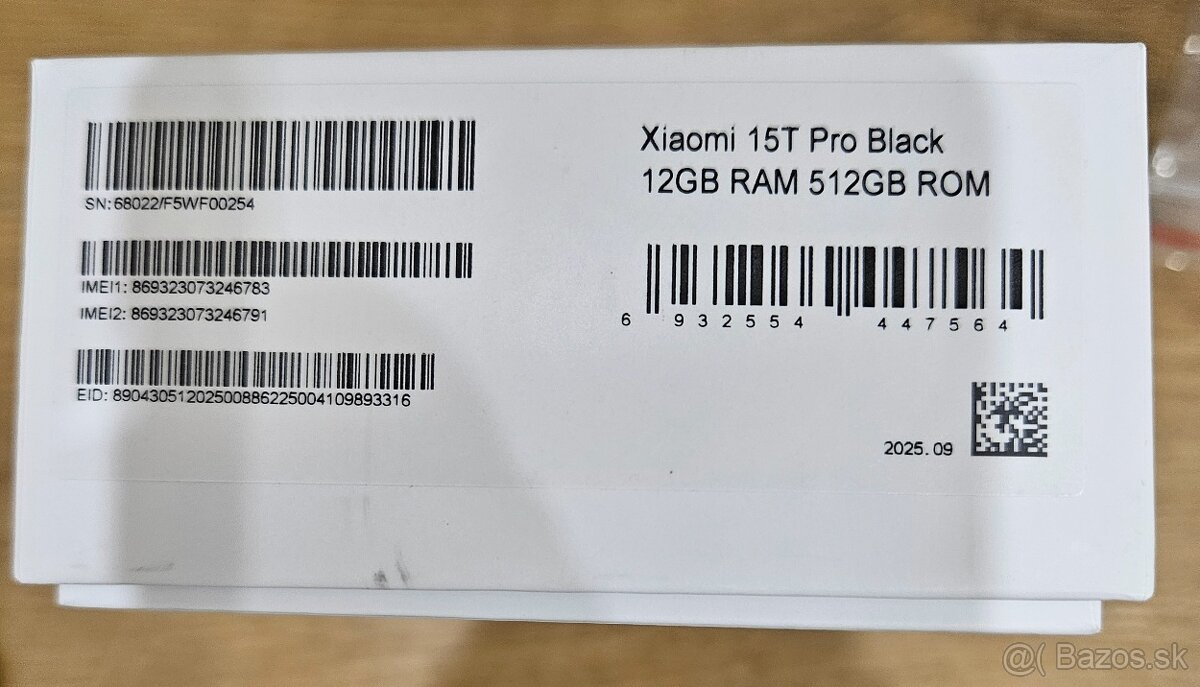 SN: 68022/F5WF00254
IMEI1: 869323073246783
IMEI2: 869323073246791
EID: 89043051202500886225004109893316
Xiaomi 15T Pro Black
12GB RAM 512GB ROM
6 932554 447564
2025.09
@( Bazos.sk